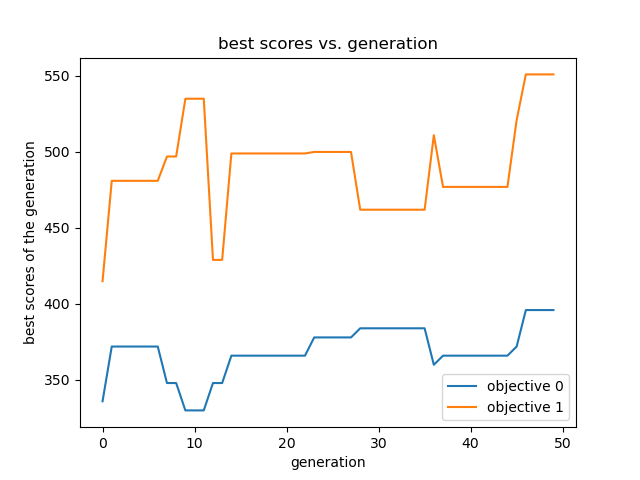 best scores vs. generation
best scores of the generation
550
500
450
400
350
0 10 20 30 40 50
generation
objective 0
objective 1